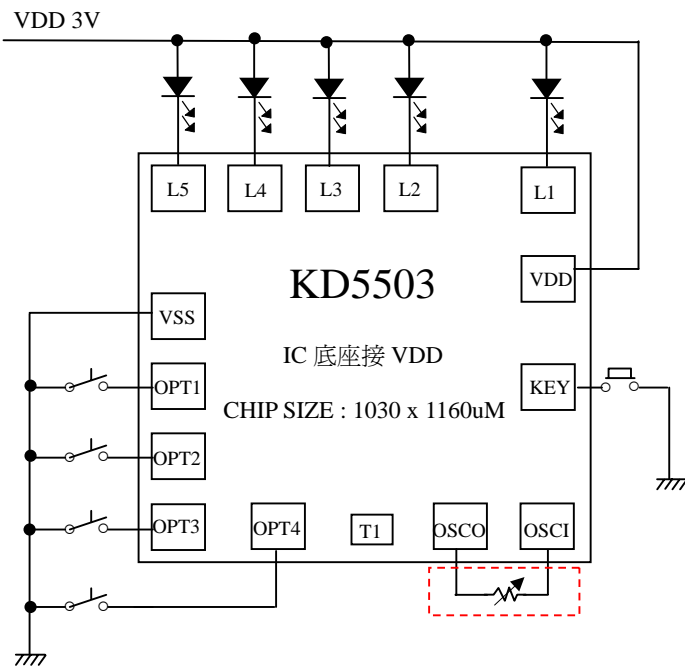 VDD 3V
L5 L4 L3 L2 L1
KD5503
VDD
VSS
IC 底座接 VDD
OPT1
KEY
CHIP SIZE : 1030 x 1160uM
OPT2
OPT3
OPT4
T1
OSCO
OSCI